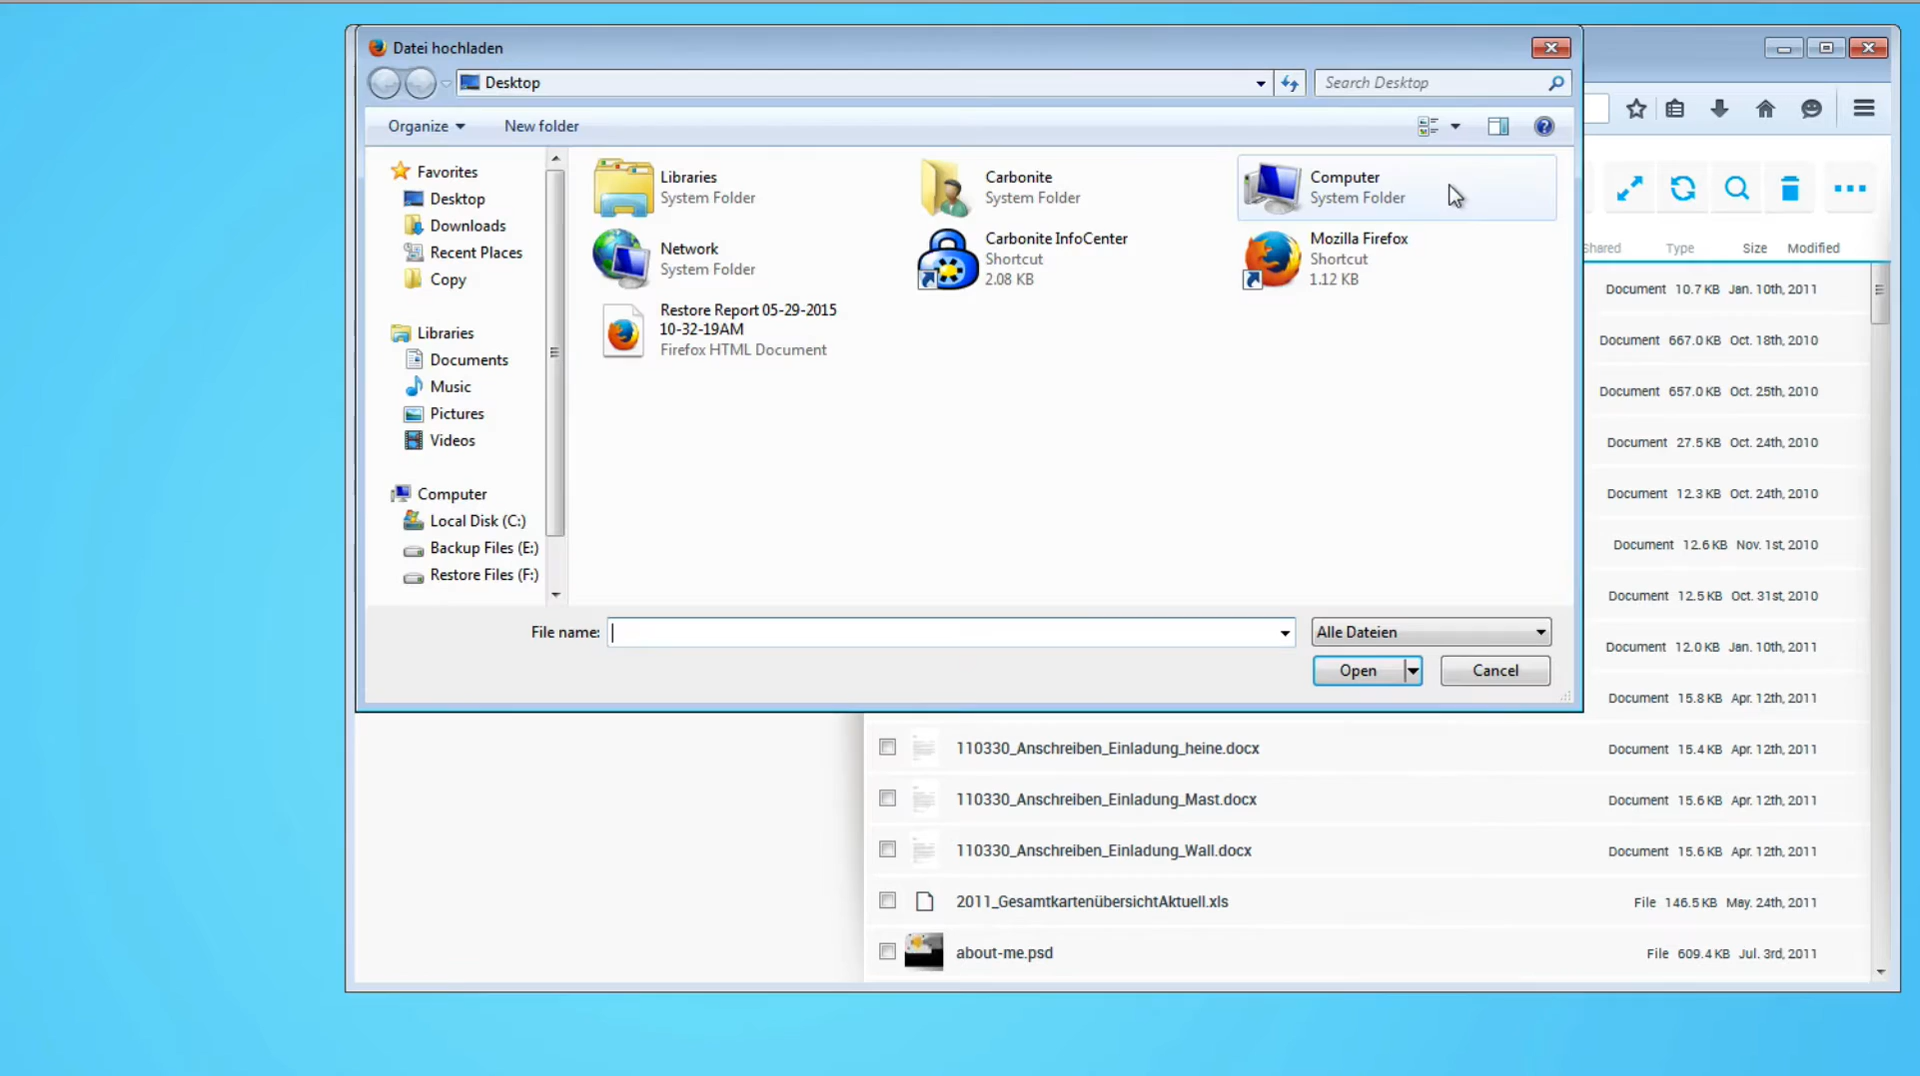 Datei hochladen
Desktop
Search Desktop
Organize
New folder
Favorites
Desktop
Downloads
Recent Places
Copy
Libraries
Documents
Music
Pictures
Videos
Computer
Local Disk (C:)
Backup Files (E:)
Restore Files (F:)
Libraries
System Folder
Carbonite
System Folder
Computer
System Folder
Network
System Folder
Carbonite InfoCenter
Shortcut
2.08 KB
Mozilla Firefox
Shortcut
1.12 KB
Restore Report 05-29-2015
10-32-19AM
Firefox HTML Document
File name:
Alle Dateien
Open
Cancel
Shared Type Size Modified
Document 10.7 KB Jan. 10th, 2011
Document 667.0 KB Oct. 18th, 2010
Document 657.0 KB Oct. 25th, 2010
Document 27.5 KB Oct. 24th, 2010
Document 12.3 KB Oct. 24th, 2010
Document 12.6 KB Nov. 1st, 2010
Document 12.5 KB Oct. 31st, 2010
Document 12.0 KB Jan. 10th, 2011
Document 15.8 KB Apr. 12th, 2011
110330_Anschreiben_Einladung_heine.docx Document 15.4 KB Apr. 12th, 2011
110330_Anschreiben_Einladung_Mast.docx Document 15.6 KB Apr. 12th, 2011
110330_Anschreiben_Einladung_Wall.docx Document 15.6 KB Apr. 12th, 2011
2011_GesamtkartenübersichtAktuell.xls File 146.5 KB May. 24th, 2011
about-me.psd File 609.4 KB Jul. 3rd, 2011